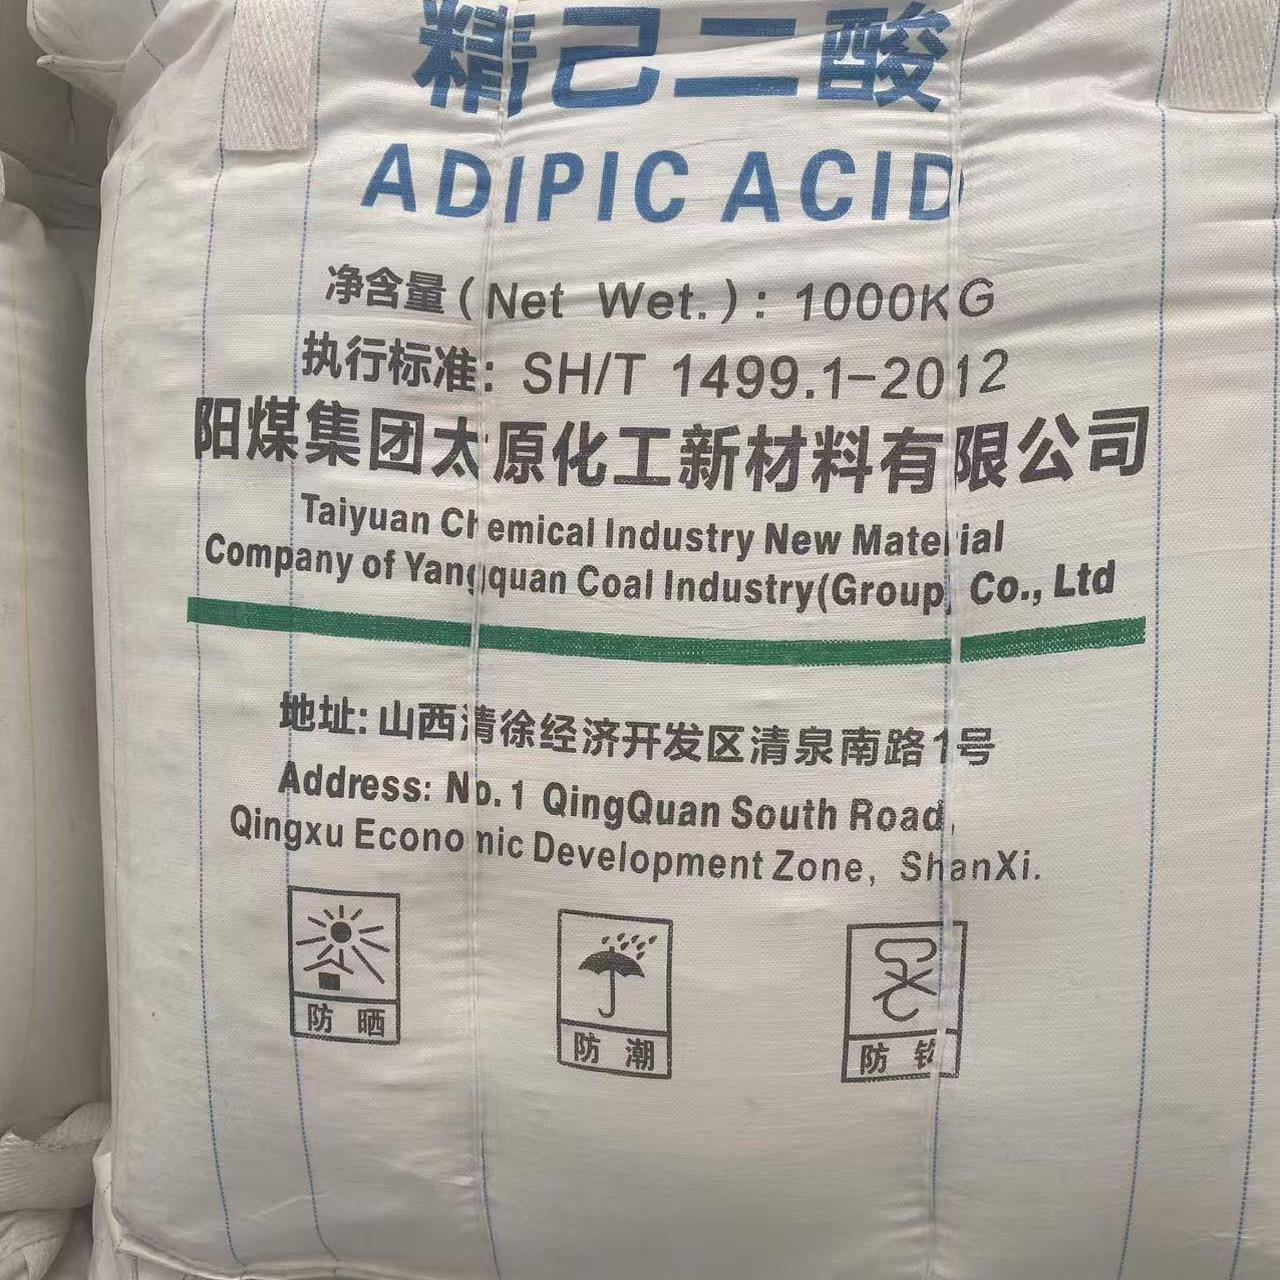 精己二酸
ADIPIC ACID
净含量(Net Wet.): 1000KG
执行标准: SH/T 1499.1-2012
阳煤集团太原化工新材料有限公司
Taiyuan Chemical Industry New Material
Company of Yangquan Coal Industry(Group) Co., Ltd
地址: 山西清徐经济开发区清泉南路1号
Address: No.1 QingQuan South Road,
Qingxu Economic Development Zone, ShanXi.
防晒
防潮
防钩